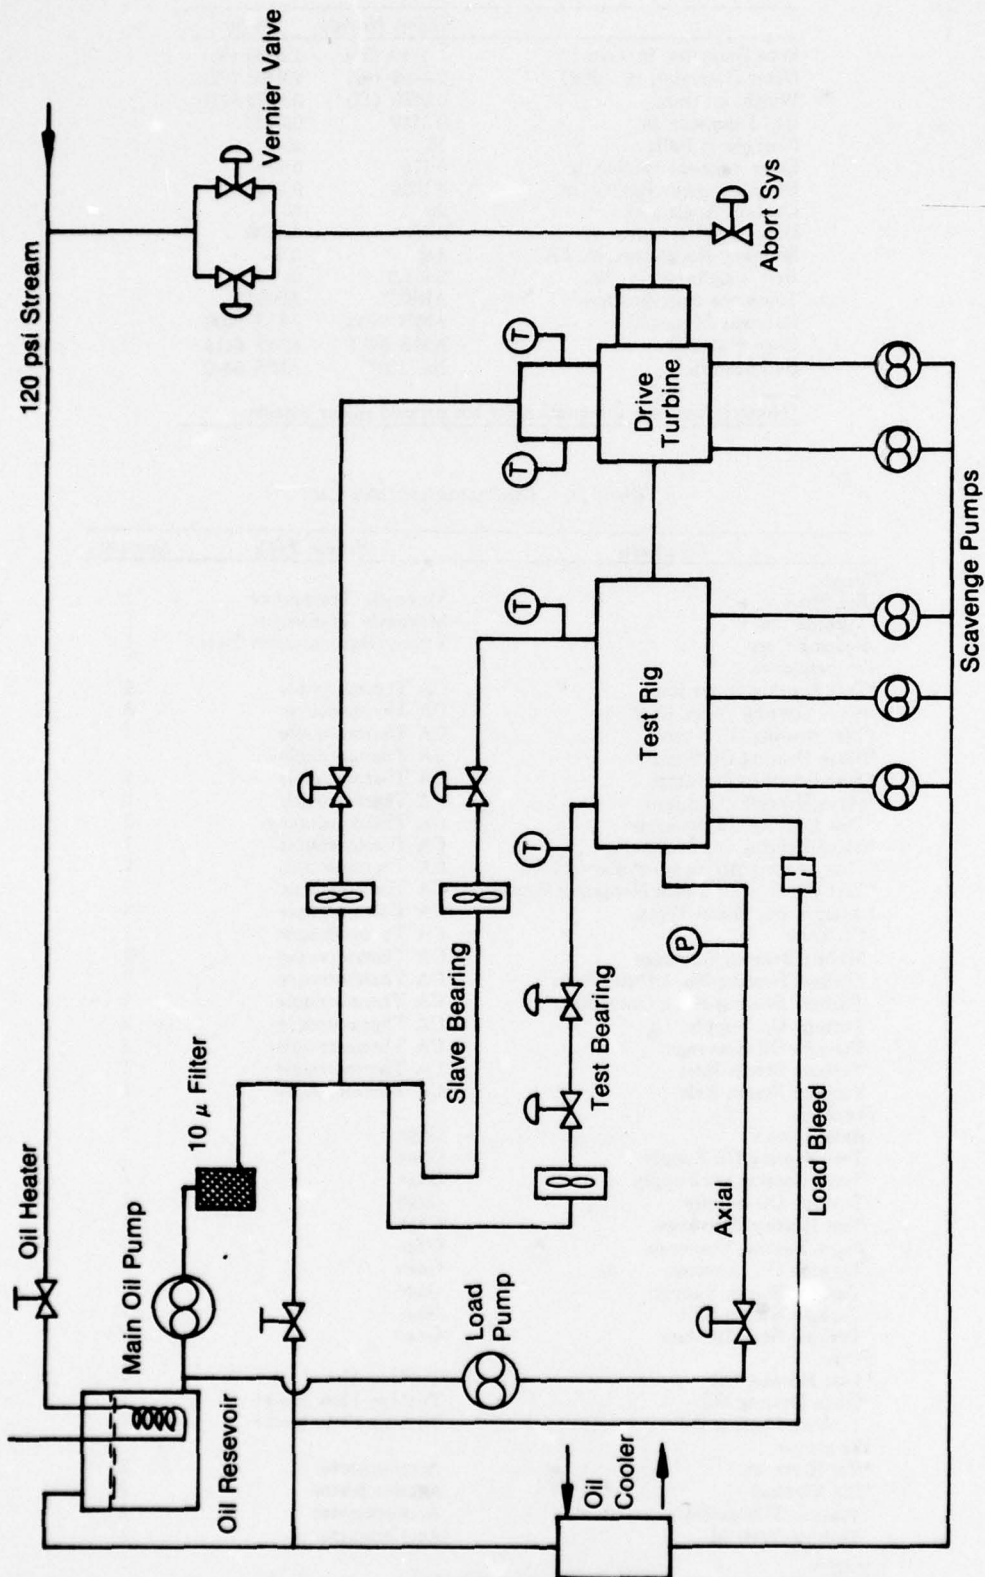 120 psi Stream
Vernier Valve
Abort Sys
Oil Heater
Main Oil Pump
10 μ Filter
Oil Resevoir
T
T
Drive
Turbine
T
Slave Bearing
Test Rig
T
Test Bearing
P
Axial
Load
Pump
Load Bleed
Oil
Cooler
Scavenge Pumps